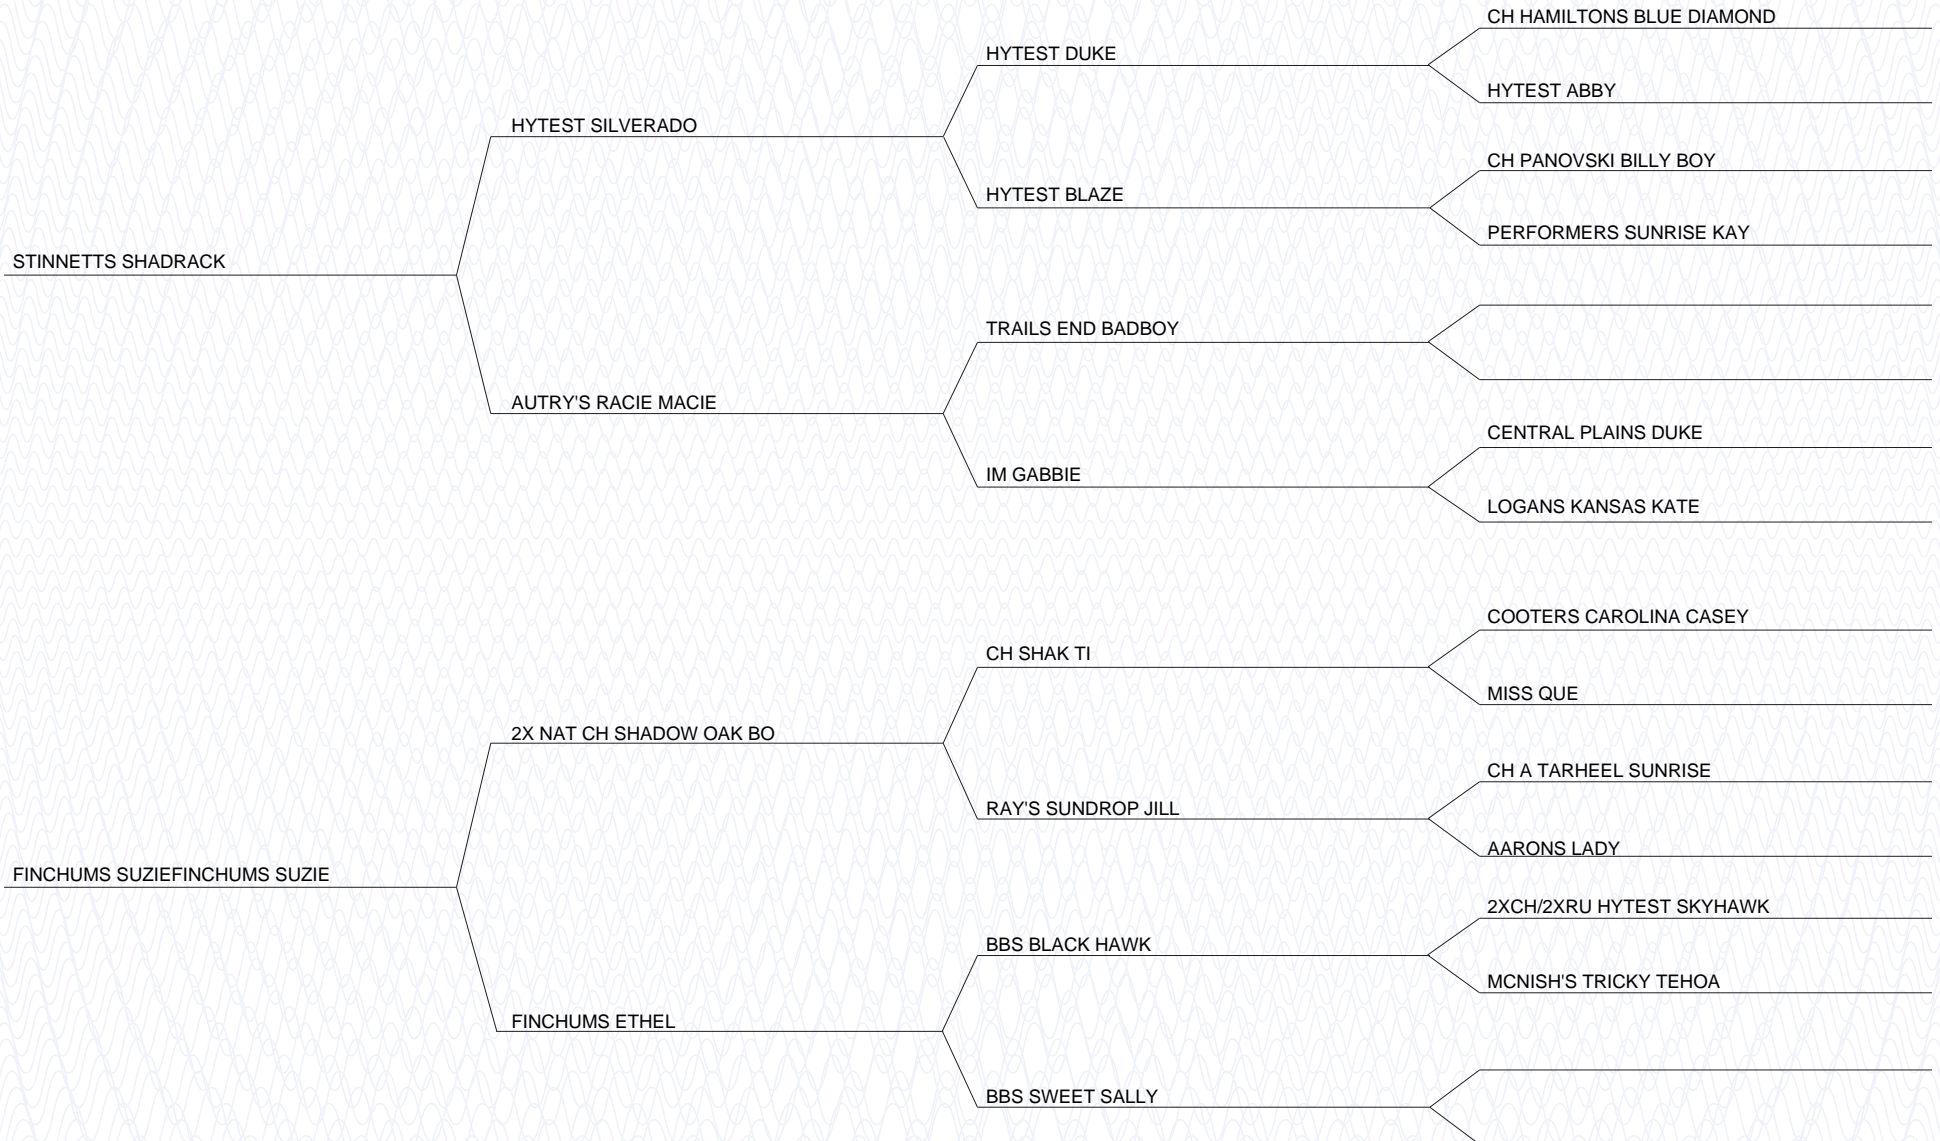 CH HAMILTONS BLUE DIAMOND
HYTEST DUKE
HYTEST ABBY
HYTEST SILVERADO
CH PANOVSKI BILLY BOY
HYTEST BLAZE
PERFORMERS SUNRISE KAY
STINNETTS SHADRACK
TRAILS END BADBOY
AUTRY'S RACIE MACIE
CENTRAL PLAINS DUKE
IM GABBIE
LOGANS KANSAS KATE
COOTERS CAROLINA CASEY
CH SHAK TI
MISS QUE
2X NAT CH SHADOW OAK BO
CH A TARHEEL SUNRISE
RAY'S SUNDROP JILL
AARONS LADY
FINCHUMS SUZIEFINCHUMS SUZIE
2XCH/2XRU HYTEST SKYHAWK
BBS BLACK HAWK
MCNISH'S TRICKY TEHOA
FINCHUMS ETHEL
BBS SWEET SALLY